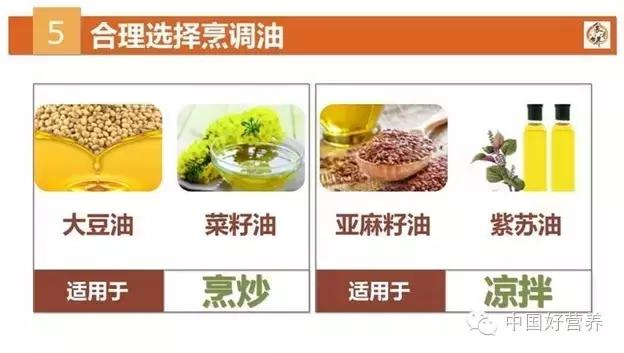 5 合理选择烹调油
大豆油 菜籽油 亚麻籽油 紫苏油
适用于 烹炒 适用于 凉拌
中国好营养